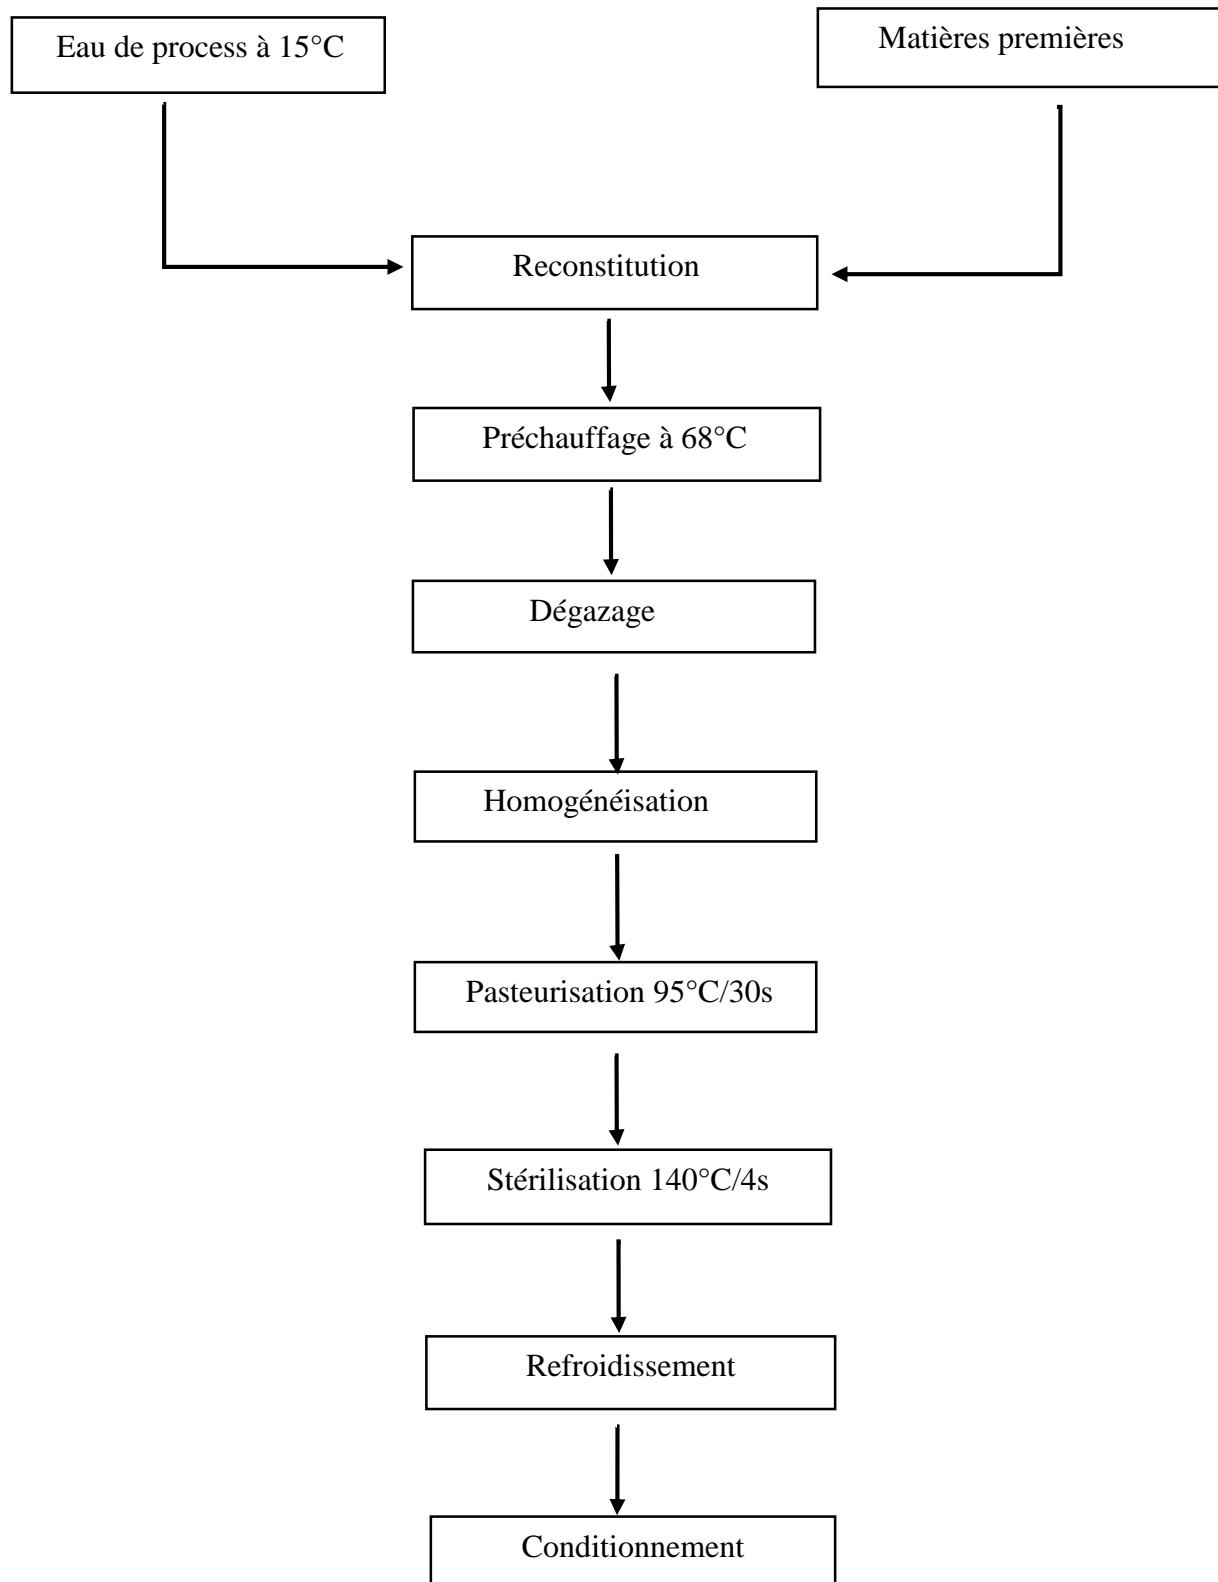 Eau de process à 15°C
Matières premières
Reconstitution
Préchauffage à 68°C
Dégazage
Homogénéisation
Pasteurisation 95°C/30s
Stérilisation 140°C/4s
Refroidissement
Conditionnement